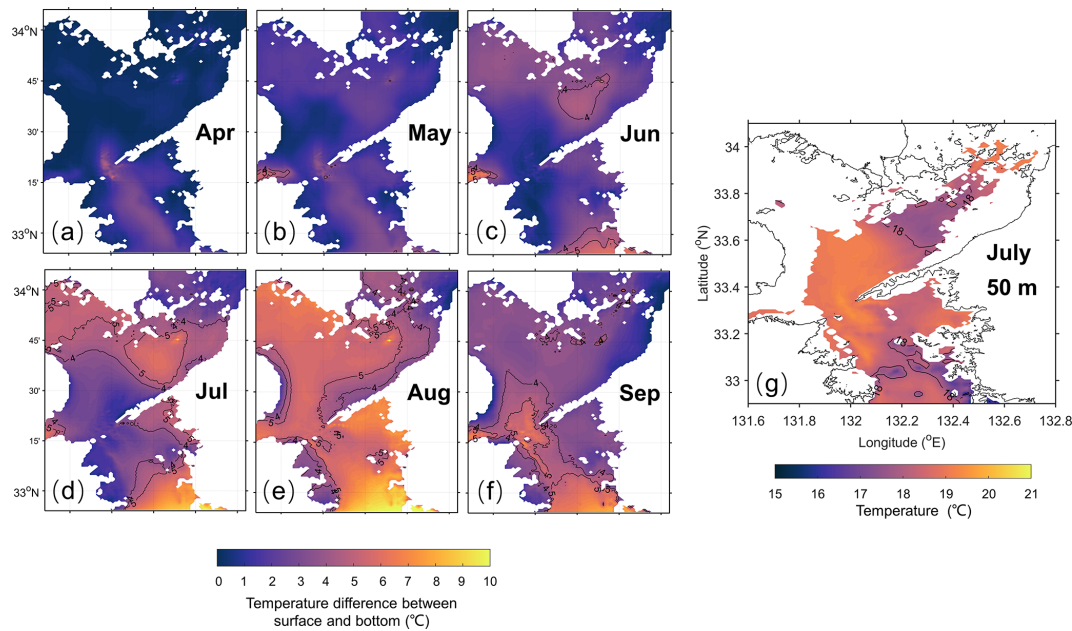 34°N
45'
30'
15'
33°N
Apr
(a)
May
(b)
Jun
(c)
34°N
45'
30'
15'
33°N
Jul
(d)
Aug
(e)
Sep
(f)
0 1 2 3 4 5 6 7 8 9 10
Temperature difference between
surface and bottom (℃)
Latitude (°N)
34
33.8
33.6
33.4
33.2
33
July
50 m
(g)
18
18
131.6 131.8 132 132.2 132.4 132.6 132.8
Longitude (°E)
15 16 17 18 19 20 21
Temperature (℃)